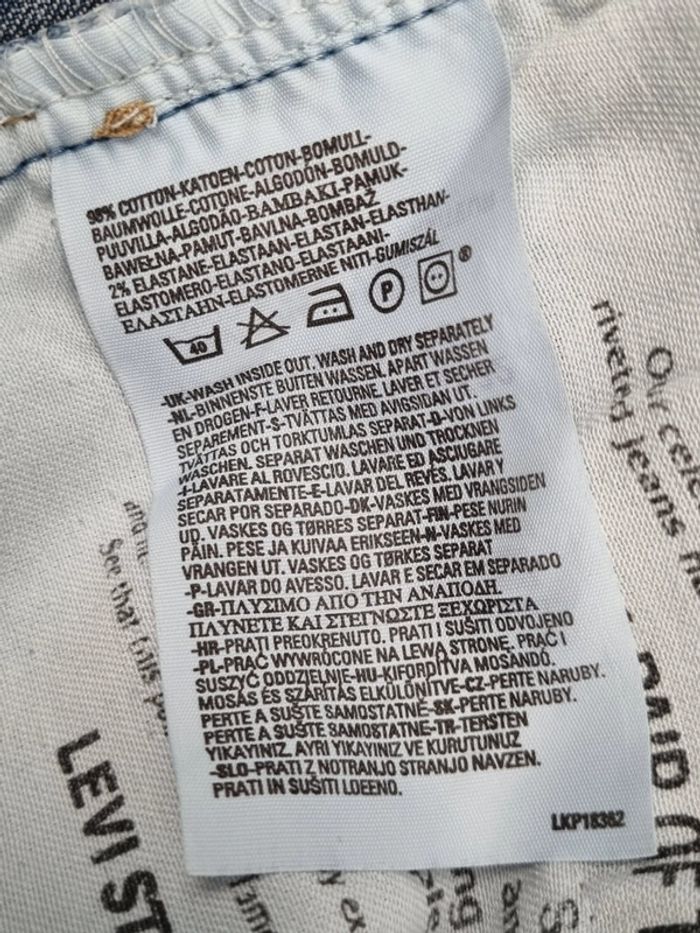 98% COTTON-KATOEN-COTON-BOMULL-
BAUMWOLLE-COTONE-ALGODÓN-BOMULD-
PUUVILLA-ALGODÃO-ΒΑΜΒΑΚΙ-PAMUK-
BAWEŁNA-PAMUT-BAVLNA-BOMBAŽ
2% ELASTANE-ELASTAAN-ELASTAN-ELASTHAN-
ELASTOMERO-ELASTANO-ELASTAANI-
ΕΛΑΣΤΑΗΝ-ELASTOMERNE NITI-GUMISZÁL
40 P ®
-UK-WASH INSIDE OUT. WASH AND DRY SEPARATELY
-NL-BINNENSTE BUITEN WASSEN, APART WASSEN
EN DROGEN-F-LAVER RETOURNE. LAVER ET SECHER
SEPAREMENT-S-TVÄTTAS MED AVIGSIDAN UT.
TVÄTTAS OCH TORKTUMLAS SEPARAT-D-VON LINKS
WASCHEN. SEPARAT WASCHEN UND TROCKNEN
-I-LAVARE AL ROVESCIO. LAVARE ED ASCIUGARE
SEPARATAMENTE-E-LAVAR DEL REVÉS. LAVAR Y
SECAR POR SEPARADO-DK-VASKES MED VRANGSIDEN
UD. VASKES OG TØRRES SEPARAT-FIN-PESE NURIN
PÄIN. PESE JA KUIVAA ERIKSEEN-N-VASKES MED
VRANGEN UT. VASKES OG TØRKES SEPARAT
-P-LAVAR DO AVESSO. LAVAR E SECAR EM SEPARADO
-GR-ΠΛΥΣΙΜΟ ΑΠΟ ΤΗΝ ΑΝΑΠΟΔΗ.
ΠΛΥΝΕΤΕ ΚΑΙ ΣΤΕΓΝΩΣΤΕ ΞΕΧΩΡΙΣΤΑ
-HR-PRATI PREOKRENUTO. PRATI I SUŠITI ODVOJENO
-PL-PRAĆ WYWRÓCONE NA LEWĄ STRONĘ. PRAĆ I
SUSZYĆ ODDZIELNIE-HU-KIFORDÍTVA MOSANDÓ.
MOSÁS ÉS SZÁRÍTÁS ELKÜLÖNÍTVE-CZ-PERTE NARUBY.
PERTE A SUŠTE SAMOSTATNĚ-SK-PERTE NARUBY.
PERTE A SUŠTE SAMOSTATNE-TR-TERSTEN
YIKAYINIZ. AYRI YIKAYINIZ VE KURUTUNUZ
-SLO-PRATI Z NOTRANJO STRANJO NAVZEN.
PRATI IN SUŠITI LOEENO.
LKP18362
riveted jeans
See that this
LEVI ST